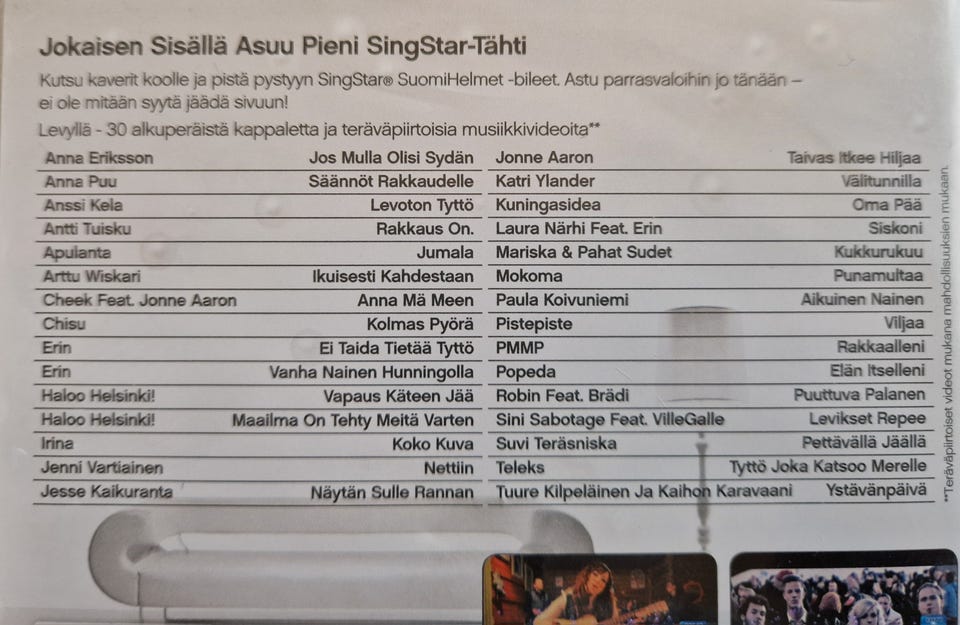 Jokaisen Sisällä Asuu Pieni SingStar-Tähti
Kutsu kaverit koolle ja pistä pystyyn SingStar® SuomiHelmet -bileet. Astu parrasvaloihin jo tänään –
ei ole mitään syytä jäädä sivuun!
Levyllä - 30 alkuperäistä kappaletta ja teräväpiirtoisia musiikkivideoita**
Anna Eriksson Jos Mulla Olisi Sydän
Anna Puu Säännöt Rakkaudelle
Anssi Kela Levoton Tyttö
Antti Tuisku Rakkaus On.
Apulanta Jumala
Arttu Wiskari Ikuisesti Kahdestaan
Cheek Feat. Jonne Aaron Anna Mä Meen
Chisu Kolmas Pyörä
Erin Ei Taida Tietää Tyttö
Erin Vanha Nainen Hunningolla
Haloo Helsinki! Vapaus Käteen Jää
Haloo Helsinki! Maailma On Tehty Meitä Varten
Irina Koko Kuva
Jenni Vartiainen Nettiin
Jesse Kaikuranta Näytän Sulle Rannan
Jonne Aaron Taivas Itkee Hiljaa
Katri Ylander Välitunnilla
Kuningasidea Oma Pää
Laura Närhi Feat. Erin Siskoni
Mariska & Pahat Sudet Kukkurukuu
Mokoma Punamultaa
Paula Koivuniemi Aikuinen Nainen
Pistepiste Viljaa
PMMP Rakkaalleni
Popeda Elän Itselleni
Robin Feat. Brädi Puuttuva Palanen
Sini Sabotage Feat. VilleGalle Levikset Repee
Suvi Teräsniska Pettävällä Jäällä
Teleks Tyttö Joka Katsoo Merelle
Tuure Kilpeläinen Ja Kaihon Karavaani Ystävänpäivä
**Teräväpiirtoiset videot mukana mahdollisuuksien mukaan.